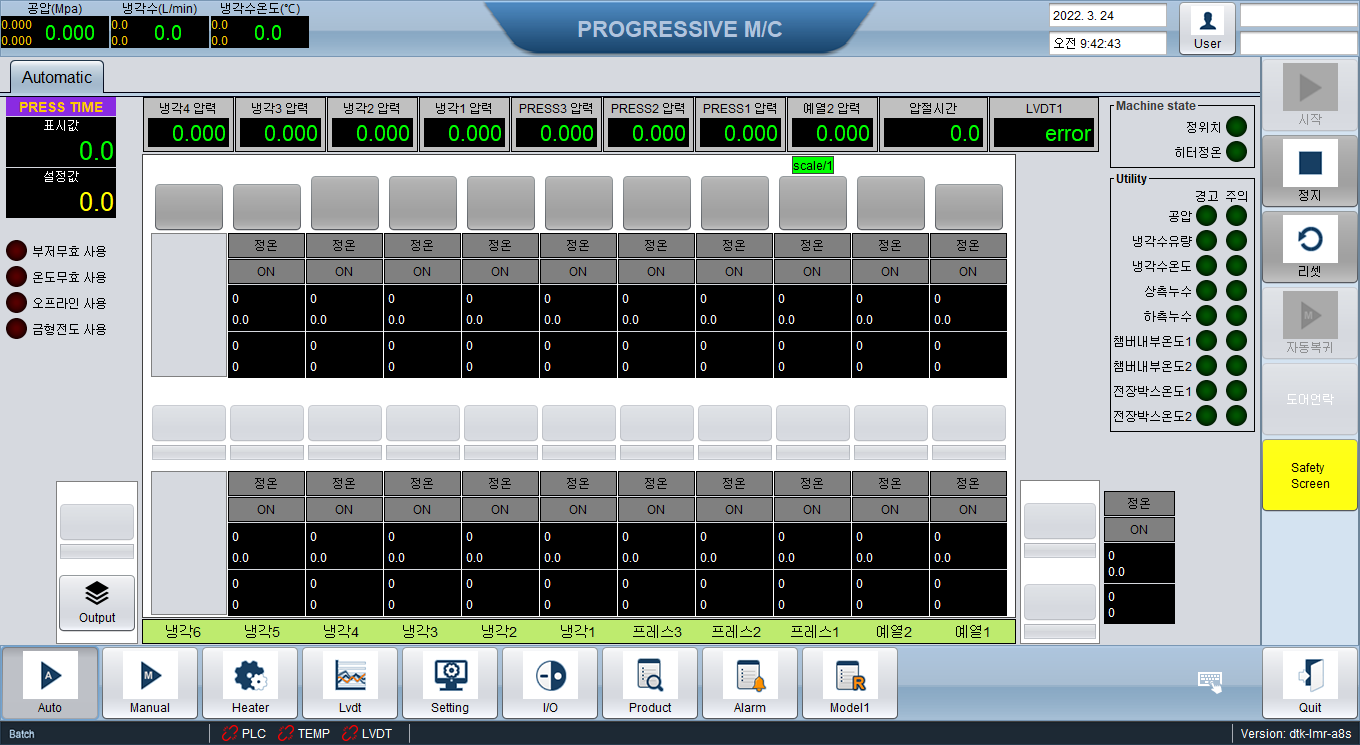 공압(Mpa) 냉각수(L/min) 냉각수온도(℃)
0.000 0.000 0.0 0.0 0.0 0.0
0.000 0.0 0.0
PROGRESSIVE M/C
2022. 3. 24
오전 9:42:43
User
Automatic
PRESS TIME
표시값
0.0
설정값
0.0
부저무효 사용
온도무효 사용
오프라인 사용
금형전도 사용
냉각4 압력 냉각3 압력 냉각2 압력 냉각1 압력 PRESS3 압력 PRESS2 압력 PRESS1 압력 예열2 압력 압절시간 LVDT1
0.000 0.000 0.000 0.000 0.000 0.000 0.000 0.000 0.0 error
scale/1
정온 정온 정온 정온 정온 정온 정온 정온 정온 정온
ON ON ON ON ON ON ON ON ON ON
0 0 0 0 0 0 0 0 0 0
0.0 0.0 0.0 0.0 0.0 0.0 0.0 0.0 0.0 0.0
0 0 0 0 0 0 0 0 0 0
0 0 0 0 0 0 0 0 0 0
정온 정온 정온 정온 정온 정온 정온 정온 정온 정온
ON ON ON ON ON ON ON ON ON ON
0 0 0 0 0 0 0 0 0 0
0.0 0.0 0.0 0.0 0.0 0.0 0.0 0.0 0.0 0.0
0 0 0 0 0 0 0 0 0 0
0 0 0 0 0 0 0 0 0 0
냉각6 냉각5 냉각4 냉각3 냉각2 냉각1 프레스3 프레스2 프레스1 예열2 예열1
Output
정온
ON
0
0.0
0
0
Machine state
정위치
히터정온
Utility
경고 주의
공압
냉각수유량
냉각수온도
상측누수
하측누수
챔버내부온도1
챔버내부온도2
전장박스온도1
전장박스온도2
시작
정지
리셋
M
자동복귀
도어언락
Safety
Screen
A M R
Auto Manual Heater Lvdt Setting I/O Product Alarm Model1 Quit
Batch PLC TEMP LVDT Version: dtk-lmr-a8s